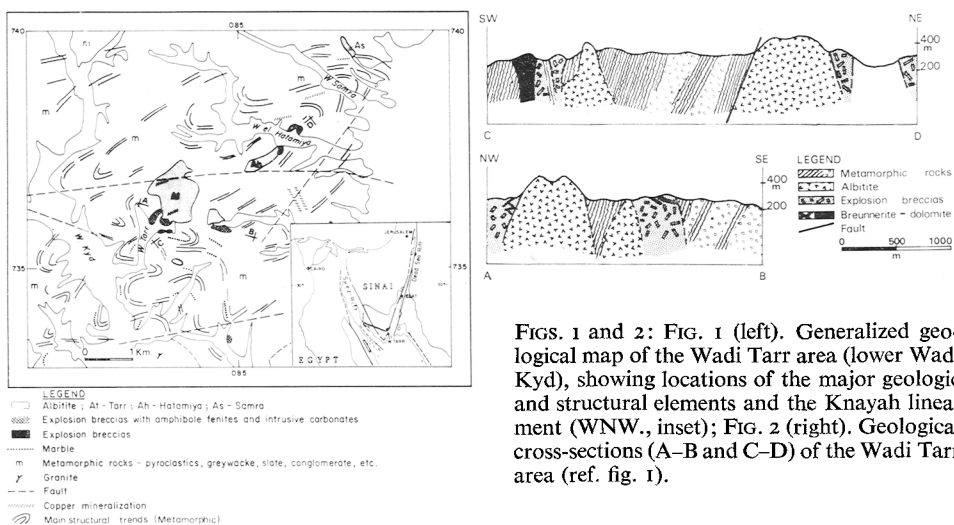 740
085
740
As
W Samra
m
m
m
D
W el Hatamiya
Ah
m
A
At
W Tarr
C
B
m
W Kyd
735
735
m
m
JERUSALEM
CAIRO
SINAI
ELAT
TARR
EGYPT
0 1 Km
γ
085
LEGEND
Albitite ; At - Tarr ; Ah - Hatamiya ; As - Samra
Explosion breccias with amphibole fenites and intrusive carbonates
Explosion breccias
Marble
m Metamorphic rocks - pyroclastics, greywacke, slate, conglomerate, etc.
γ Granite
Fault
Copper mineralization
Main structural trends (Metamorphic)
SW NE
400
m
200
C D
NW SE
400
m
200
A B
LEGEND
Metamorphic rocks
Albitite
Explosion breccias
Breunnerite - dolomite
Fault
0 500 1000
m
FIGS. 1 and 2: FIG. 1 (left). Generalized geo-
logical map of the Wadi Tarr area (lower Wad
Kyd), showing locations of the major geologic
and structural elements and the Knayah linea-
ment (WNW., inset); FIG. 2 (right). Geologica
cross-sections (A–B and C–D) of the Wadi Tarr
area (ref. fig. 1).